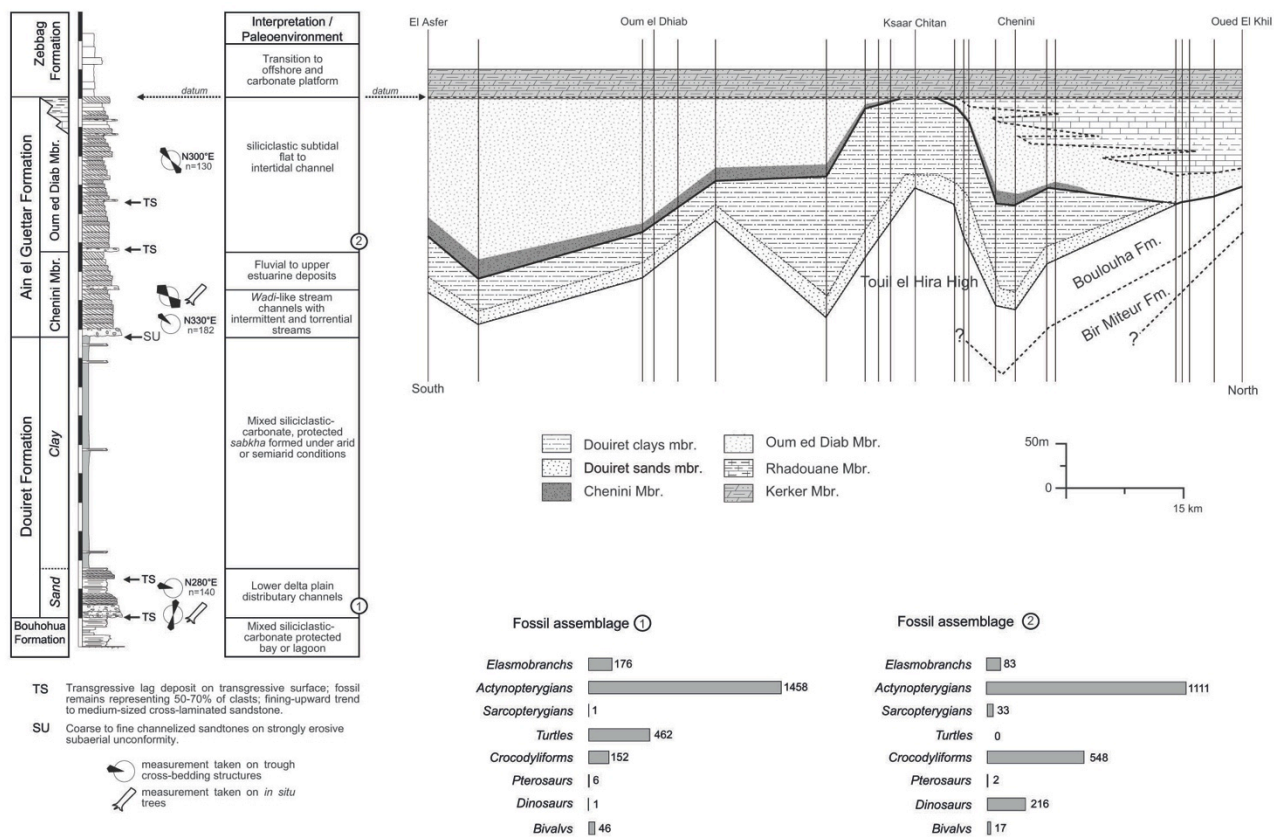 Zebbag
Formation
Ain el Guettar Formation
Oum ed Diab Mbr.
Chenini Mbr.
Douiret Formation
Clay
Sand
Bouhohua
Formation
datum
N300°E
n=130
TS
TS
N330°E
n=182
SU
TS
N280°E
n=140
TS
Interpretation /
Paleoenvironment
Transition to
offshore and
carbonate platform
siliciclastic subtidal
flat to
intertidal channel
2
Fluvial to upper
estuarine deposits
Wadi-like stream
channels with
intermittent and torrential
streams
Mixed siliciclastic-
carbonate, protected
sabkha formed under arid
or semiarid conditions
Lower delta plain
distributary channels
1
Mixed siliciclastic-
carbonate protected
bay or lagoon
TS Transgressive lag deposit on transgressive surface; fossil
remains representing 50-70% of clasts; fining-upward trend
to medium-sized cross-laminated sandstone.
SU Coarse to fine channelized sandtones on strongly erosive
subaerial unconformity.
measurement taken on trough
cross-bedding structures
measurement taken on in situ
trees
El Asfer Oum el Dhiab Ksaar Chitan Chenini Oued El Khil
datum
Touil el Hira High
Boulouha Fm.
Bir Miteur Fm.
?
?
South North
Douiret clays mbr.
Douiret sands mbr.
Chenini Mbr.
Oum ed Diab Mbr.
Rhadouane Mbr.
Kerker Mbr.
50m
0
15 km
Fossil assemblage 1
Elasmobranchs 176
Actynopterygians 1458
Sarcopterygians 1
Turtles 462
Crocodyliforms 152
Pterosaurs 6
Dinosaurs 1
Bivalvs 46
Fossil assemblage 2
Elasmobranchs 83
Actynopterygians 1111
Sarcopterygians 33
Turtles 0
Crocodyliforms 548
Pterosaurs 2
Dinosaurs 216
Bivalvs 17